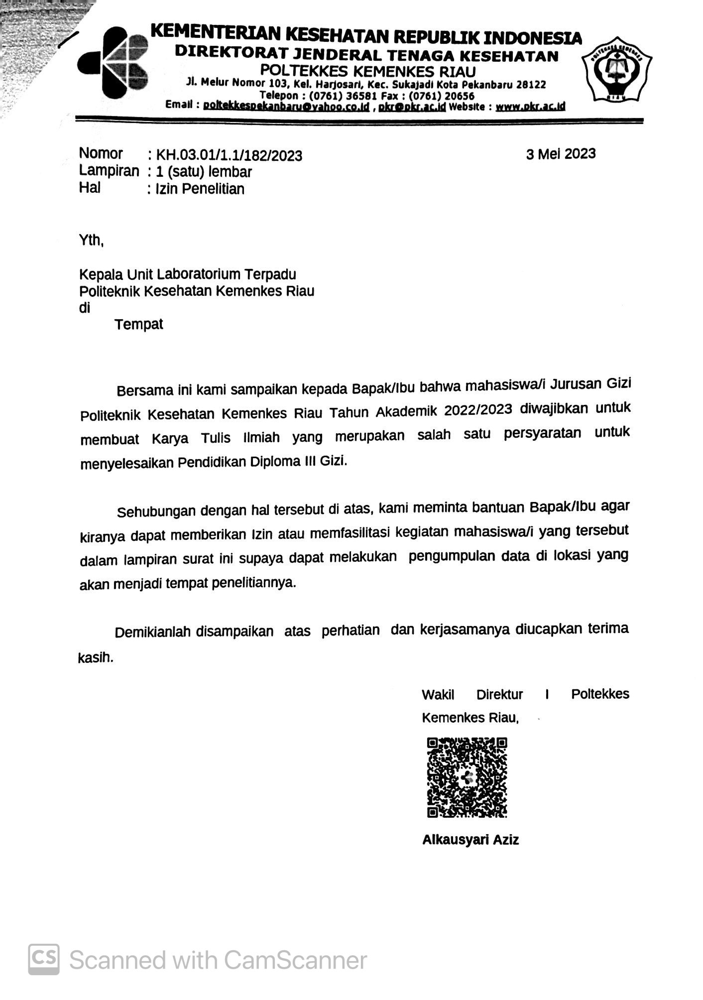 KEMENTERIAN KESEHATAN REPUBLIK INDONESIA
DIREKTORAT JENDERAL TENAGA KESEHATAN
POLTEKKES KEMENKES RIAU
Jl. Melur Nomor 103, Kel. Harjosari, Kec. Sukajadi Kota Pekanbaru 28122
Telepon : (0761) 36581 Fax : (0761) 20656
Email : poltekkespekanbaru@yahoo.co.id , pkr@pkr.ac.id Website : www.pkr.ac.id
POLTEKKES KEMENKES
RIAU
Nomor : KH.03.01/1.1/182/2023 3 Mei 2023
Lampiran : 1 (satu) lembar
Hal : Izin Penelitian
Yth,
Kepala Unit Laboratorium Terpadu
Politeknik Kesehatan Kemenkes Riau
di
Tempat
Bersama ini kami sampaikan kepada Bapak/Ibu bahwa mahasiswa/i Jurusan Gizi
Politeknik Kesehatan Kemenkes Riau Tahun Akademik 2022/2023 diwajibkan untuk
membuat Karya Tulis Ilmiah yang merupakan salah satu persyaratan untuk
menyelesaikan Pendidikan Diploma III Gizi.
Sehubungan dengan hal tersebut di atas, kami meminta bantuan Bapak/Ibu agar
kiranya dapat memberikan Izin atau memfasilitasi kegiatan mahasiswa/i yang tersebut
dalam lampiran surat ini supaya dapat melakukan pengumpulan data di lokasi yang
akan menjadi tempat penelitiannya.
Demikianlah disampaikan atas perhatian dan kerjasamanya diucapkan terima
kasih.
Wakil Direktur I Poltekkes
Kemenkes Riau,
Alkausyari Aziz
CS Scanned with CamScanner